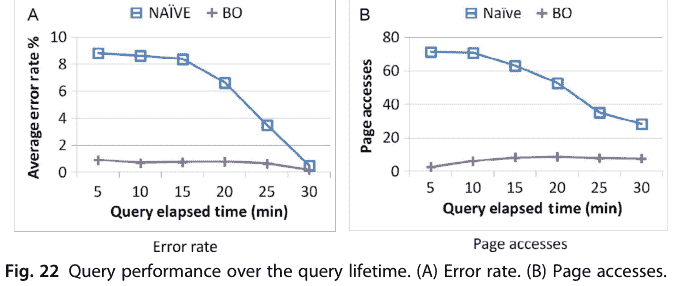 A
NAÏVE BO
Average error rate %
10
8
6
4
2
0
5 10 15 20 25 30
Query elapsed time (min)
Error rate
B
Naïve BO
Page accesses
80
60
40
20
0
5 10 15 20 25 30
Query elapsed time (min)
Page accesses
Fig. 22 Query performance over the query lifetime. (A) Error rate. (B) Page accesses.